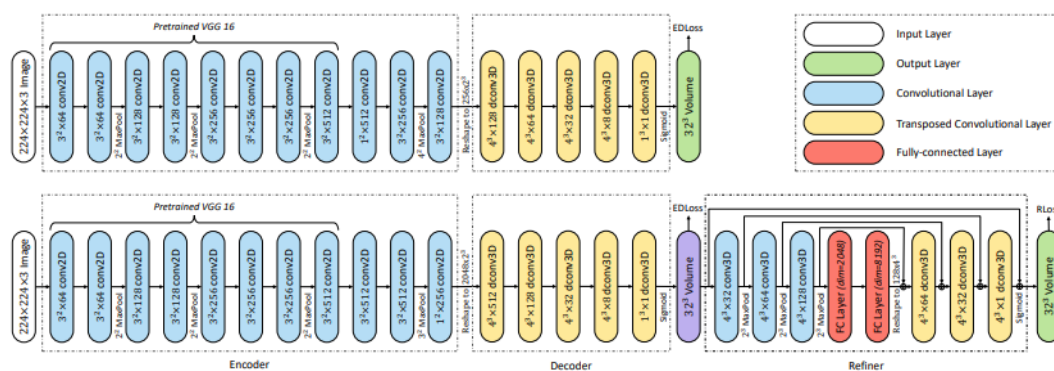 Pretrained VGG 16
224×224×3 Image
3²×64 conv2D
3²×64 conv2D
2² MaxPool
3²×128 conv2D
3²×128 conv2D
2² MaxPool
3²×256 conv2D
3²×256 conv2D
3²×256 conv2D
2² MaxPool
3²×512 conv2D
1²×512 conv2D
3²×256 conv2D
4² MaxPool
3²×128 conv2D
Reshape to 256x2³
4³×128 dconv3D
4³×64 dconv3D
4³×32 dconv3D
4³×8 dconv3D
1³×1 dconv3D
Sigmoid
EDLoss
32³ Volume
Input Layer
Output Layer
Convolutional Layer
Transposed Convolutional Layer
Fully-connected Layer
Pretrained VGG 16
224×224×3 Image
3²×64 conv2D
3²×64 conv2D
2² MaxPool
3²×128 conv2D
3²×128 conv2D
2² MaxPool
3²×256 conv2D
3²×256 conv2D
3²×256 conv2D
2² MaxPool
3²×512 conv2D
3²×512 conv2D
3²×512 conv2D
3² MaxPool
1²×256 conv2D
Reshape to 2048x2³
4³×512 dconv3D
4³×128 dconv3D
4³×32 dconv3D
4³×8 dconv3D
1³×1 dconv3D
Sigmoid
EDLoss
32³ Volume
4³×32 conv3D
2³ MaxPool
4³×64 conv3D
2³ MaxPool
4³×128 conv3D
2³ MaxPool
FC Layer (dim=2048)
FC Layer (dim=8192)
Reshape to 128x4³
4³×64 dconv3D
4³×32 dconv3D
4³×1 dconv3D
Sigmoid
RLos
32³ Volume
Encoder
Decoder
Refiner